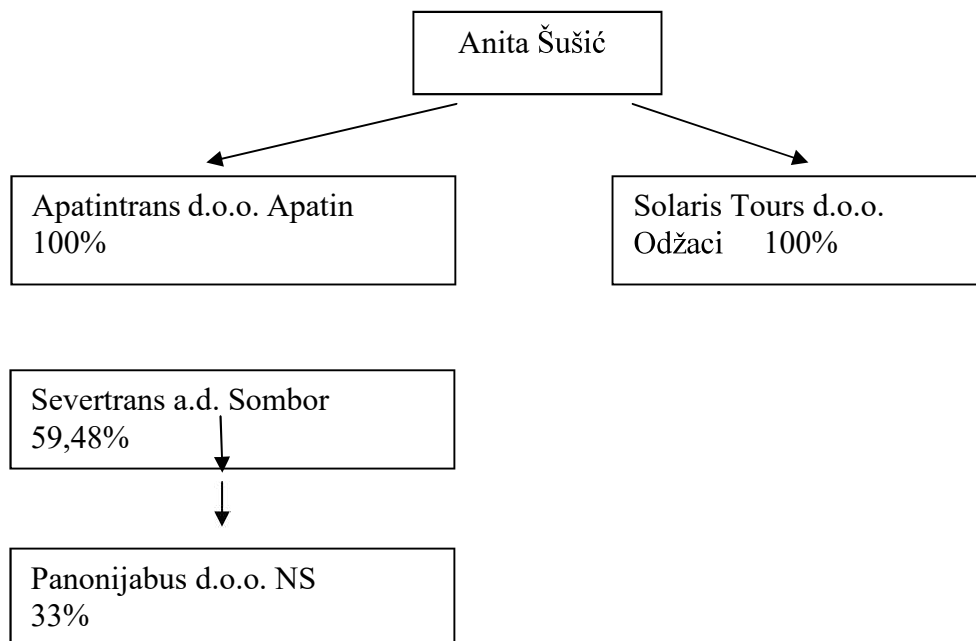 Anita Šušić
Apatintrans d.o.o. Apatin
100%
Solaris Tours d.o.o.
Odžaci 100%
Severtrans a.d. Sombor
59,48%
Panonijabus d.o.o. NS
33%